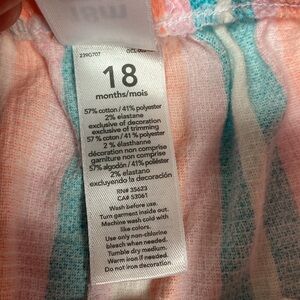 239G707
18
months/mois
57% cotton / 41% polyester
2% elastane
exclusive of decoration
exclusive of trimming
57% coton / 41% polyester
2 % élasthanne
décoration non comprise
garniture non comprise
57% algodón / 41% poliéster
2% elastano
excluyendo la decoración
RN# 35623
CA# 53061
Wash before use.
Turn garment inside out.
Machine wash cold with
like colors.
Use only non-chlorine
bleach when needed.
Tumble dry medium.
Warm iron if needed.
Do not iron decoration.